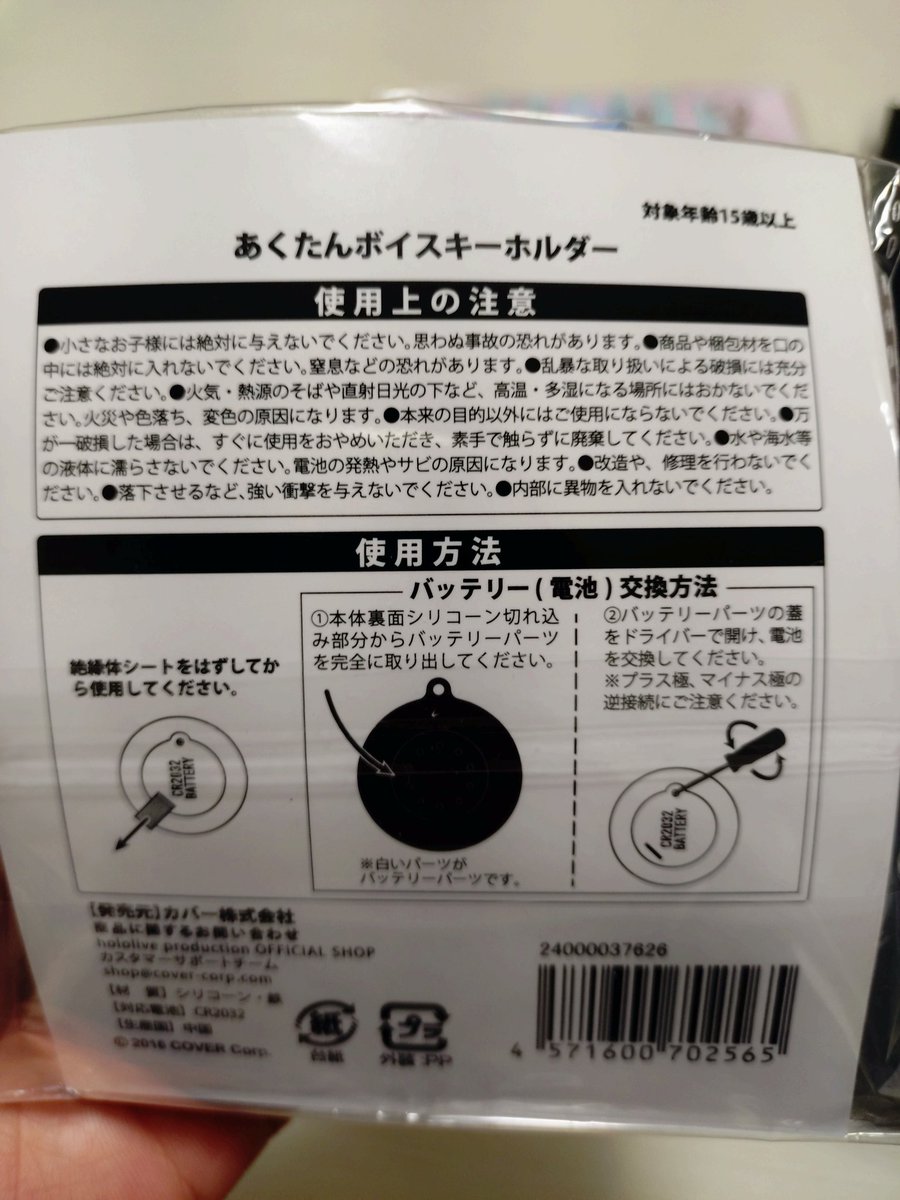 対象年齢15歳以上
あくたんボイスキーホルダー
使用上の注意
●小さなお子様には絶対に与えないでください。思わぬ事故の恐れがあります。●商品や梱包材を口の
中には絶対に入れないでください。窒息などの恐れがあります。●乱暴な取り扱いによる破損には充分
ご注意ください。●火気・熱源のそばや直射日光の下など、高温・多湿になる場所にはおかないでくだ
さい。火災や色落ち、変色の原因になります。●本来の目的以外にはご使用にならないでください。●万
が一破損した場合は、すぐに使用をおやめいただき、素手で触らずに廃棄してください。●水や海水等
の液体に濡らさないでください。電池の発熱やサビの原因になります。●改造や、修理を行わないでく
ださい。●落下させるなど、強い衝撃を与えないでください。●内部に異物を入れないでください。
使用方法
絶縁体シートをはずしてか
ら使用してください。
CR2032
BATTERY
バッテリー(電池)交換方法
①本体裏面シリコーン切れ込
み部分からバッテリーパーツ
を完全に取り出してください。
※白いパーツが
バッテリーパーツです。
②バッテリーパーツの蓋
をドライバーで開け、電池
を交換してください。
※プラス極、マイナス極の
逆接続にご注意ください。
CR2032
BATTERY
【発売元】カバー株式会社
商品に関するお問い合わせ
hololive production OFFICIAL SHOP
カスタマーサポートチーム
shop@cover-corp.com
【材 質】シリコーン・鉄
【対応電池】CR2032
【生産国】中国
© 2016 COVER Corp.
紙
台紙
プラ
外装:PP
24000037626
4 571600 702565